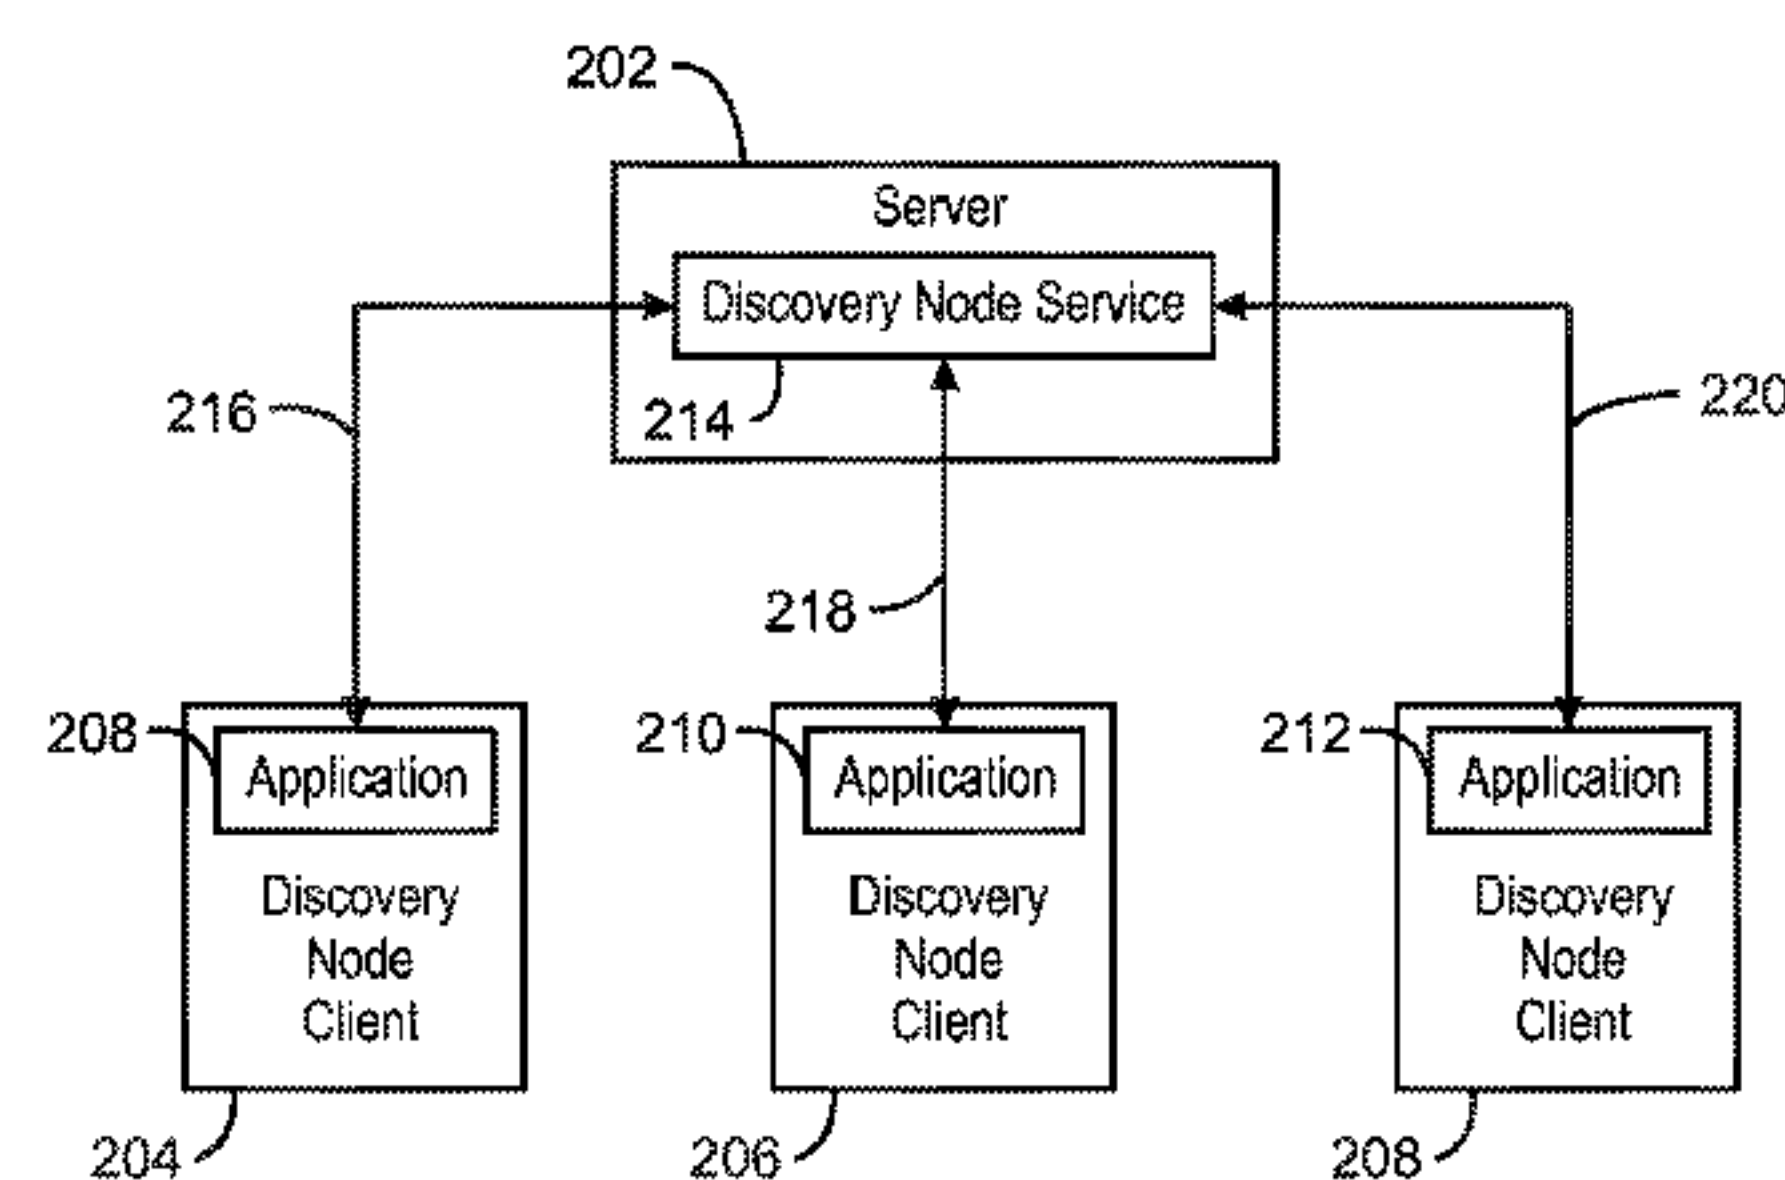 202
Server
Discovery Node Service
216
214
220
218
208
Application
210
Application
212
Application
Discovery
Node
Client
Discovery
Node
Client
Discovery
Node
Client
204
206
208